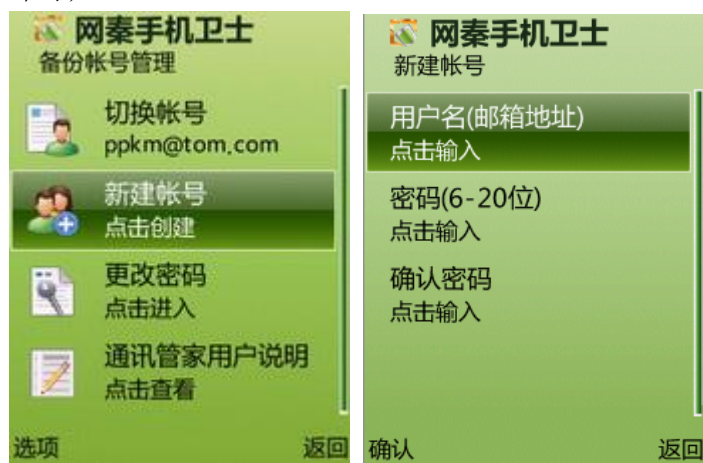 网秦手机卫士
备份帐号管理
切换帐号
ppkm@tom.com
新建帐号
点击创建
更改密码
点击进入
通讯管家用户说明
点击查看
选项
返回
网秦手机卫士
新建帐号
用户名(邮箱地址)
点击输入
密码(6-20位)
点击输入
确认密码
点击输入
确认
返回